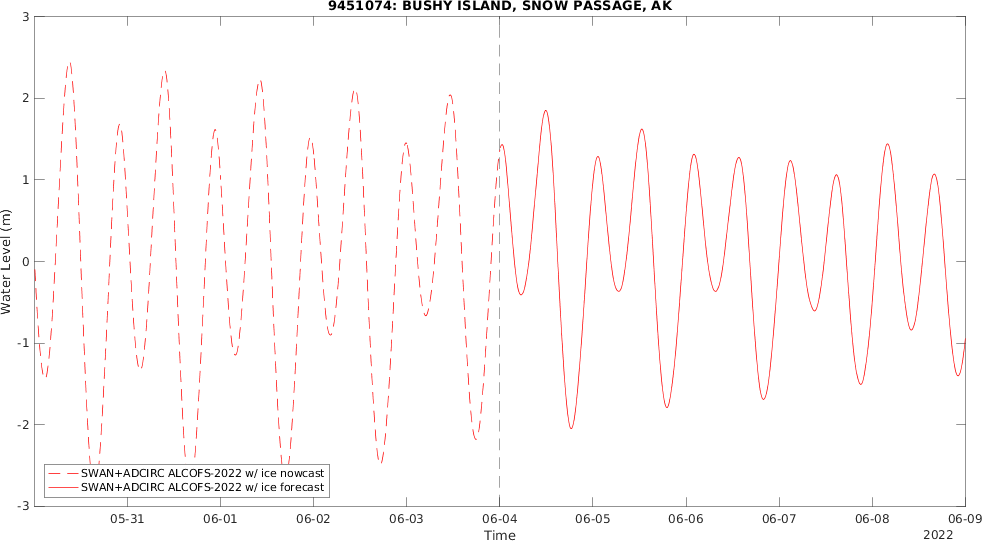 9451074: BUSHY ISLAND, SNOW PASSAGE, AK
3
2
1
0
-1
-2
-3
Water Level (m)
SWAN+ADCIRC ALCOFS-2022 w/ ice nowcast
SWAN+ADCIRC ALCOFS-2022 w/ ice forecast
05-31 06-01 06-02 06-03 06-04 06-05 06-06 06-07 06-08 06-09
Time
2022